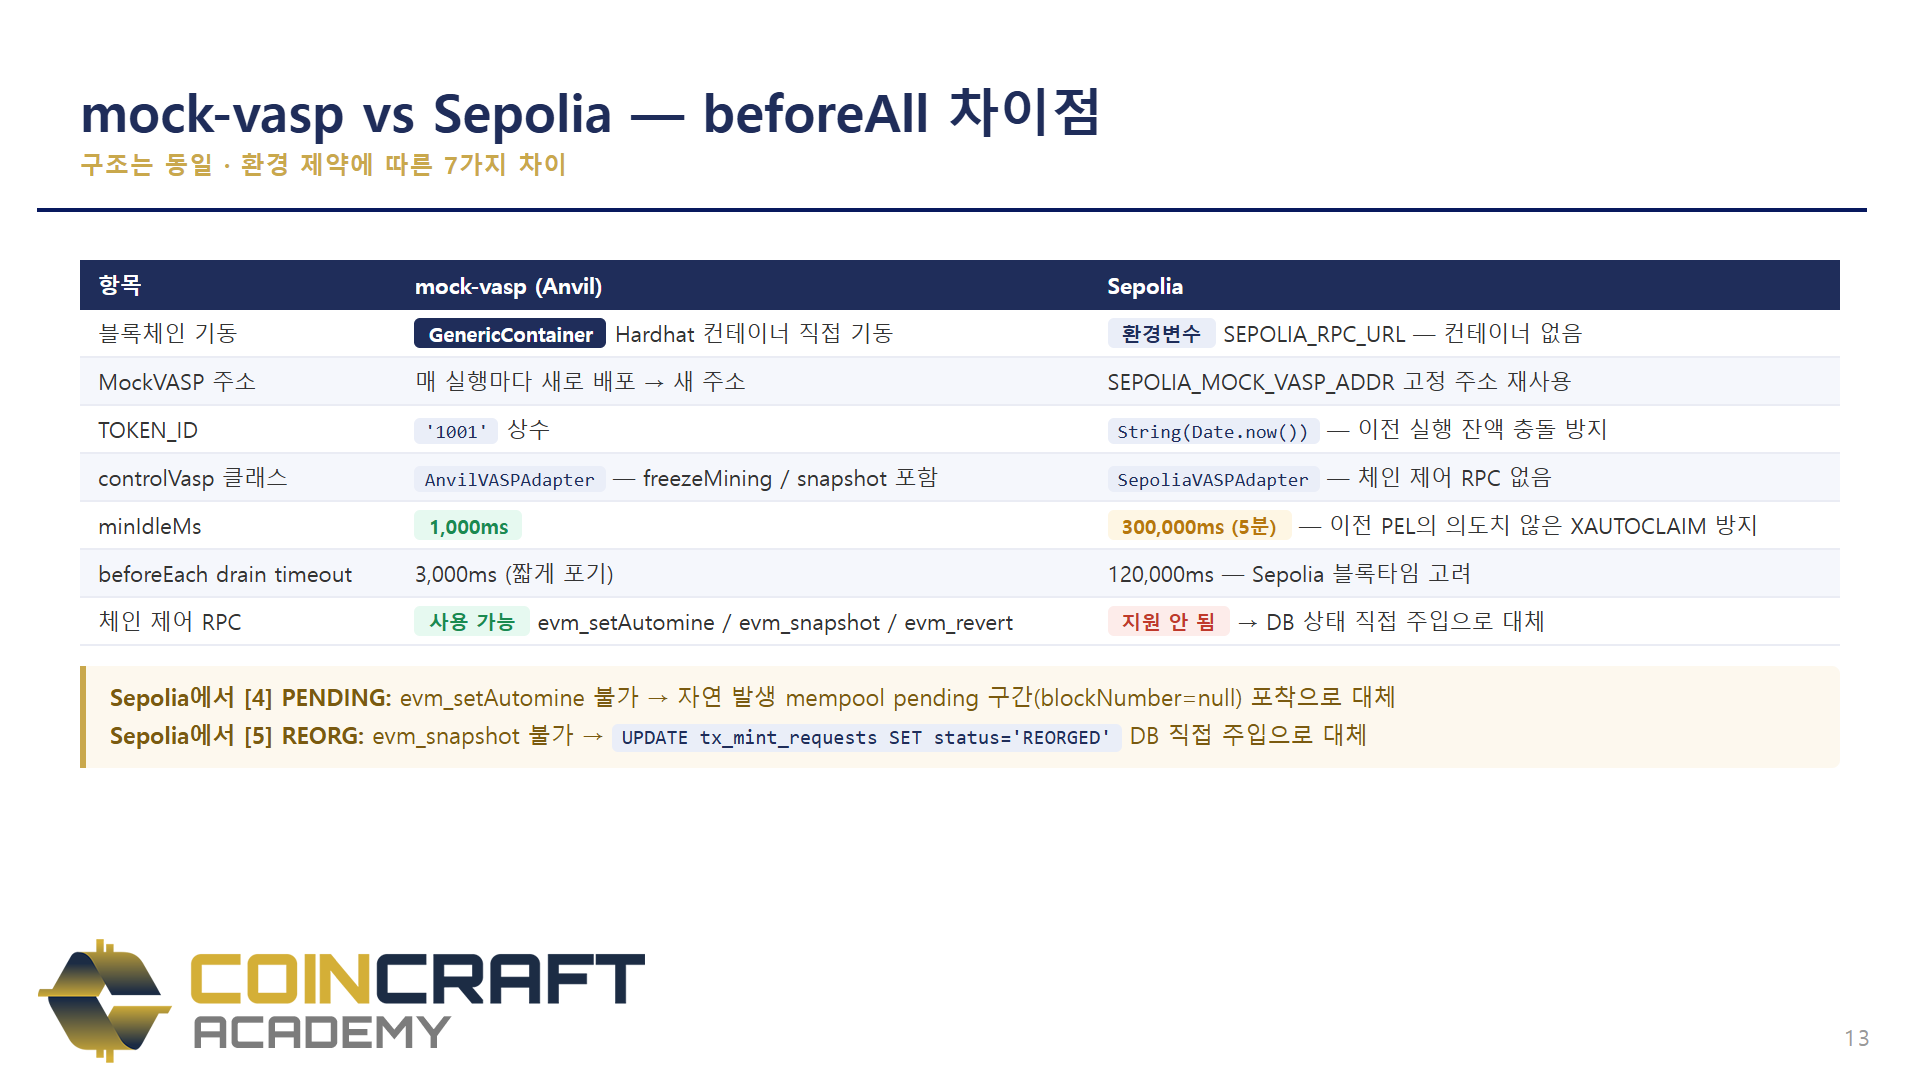 mock-vasp vs Sepolia — beforeAll 차이점
구조는 동일 · 환경 제약에 따른 7가지 차이
항목 mock-vasp (Anvil) Sepolia
블록체인 기동 GenericContainer Hardhat 컨테이너 직접 기동 환경변수 SEPOLIA_RPC_URL — 컨테이너 없음
MockVASP 주소 매 실행마다 새로 배포 → 새 주소 SEPOLIA_MOCK_VASP_ADDR 고정 주소 재사용
TOKEN_ID '1001' 상수 String(Date.now()) — 이전 실행 잔액 충돌 방지
controlVasp 클래스 AnvilVASPAdapter — freezeMining / snapshot 포함 SepoliaVASPAdapter — 체인 제어 RPC 없음
minIdleMs 1,000ms 300,000ms (5분) — 이전 PEL의 의도치 않은 XAUTOCLAIM 방지
beforeEach drain timeout 3,000ms (짧게 포기) 120,000ms — Sepolia 블록타임 고려
체인 제어 RPC 사용 가능 evm_setAutomine / evm_snapshot / evm_revert 지원 안 됨 → DB 상태 직접 주입으로 대체
Sepolia에서 [4] PENDING: evm_setAutomine 불가 → 자연 발생 mempool pending 구간(blockNumber=null) 포착으로 대체
Sepolia에서 [5] REORG: evm_snapshot 불가 → UPDATE tx_mint_requests SET status='REORGED' DB 직접 주입으로 대체
COINCRAFT
ACADEMY
13